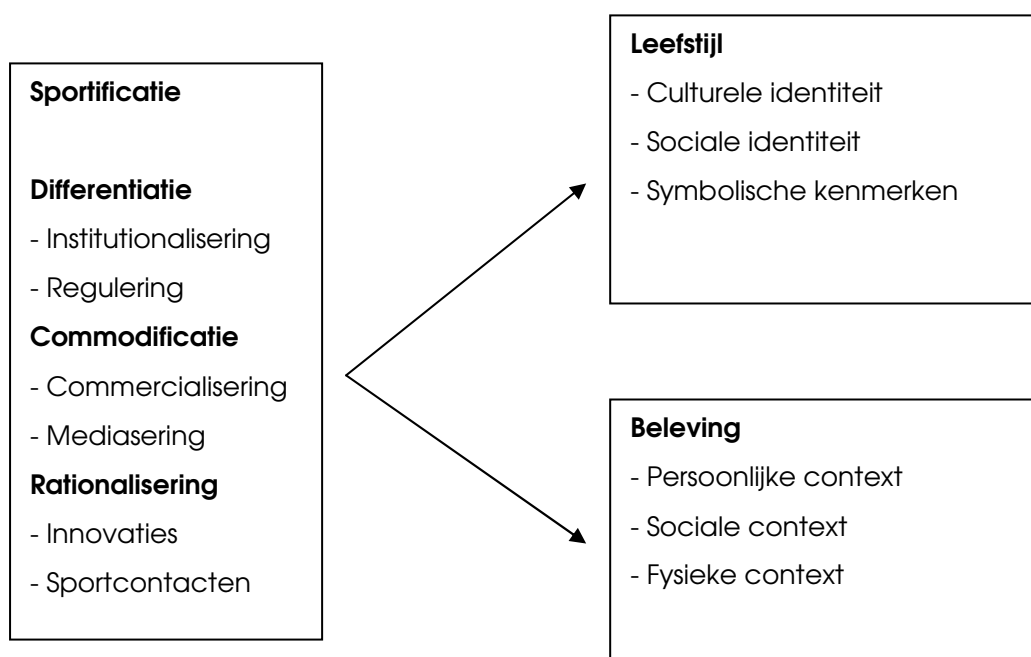 Sportificatie
Differentiatie
- Institutionalisering
- Regulering
Commodificatie
- Commercialisering
- Mediasering
Rationalisering
- Innovaties
- Sportcontacten
Leefstijl
- Culturele identiteit
- Sociale identiteit
- Symbolische kenmerken
Beleving
- Persoonlijke context
- Sociale context
- Fysieke context